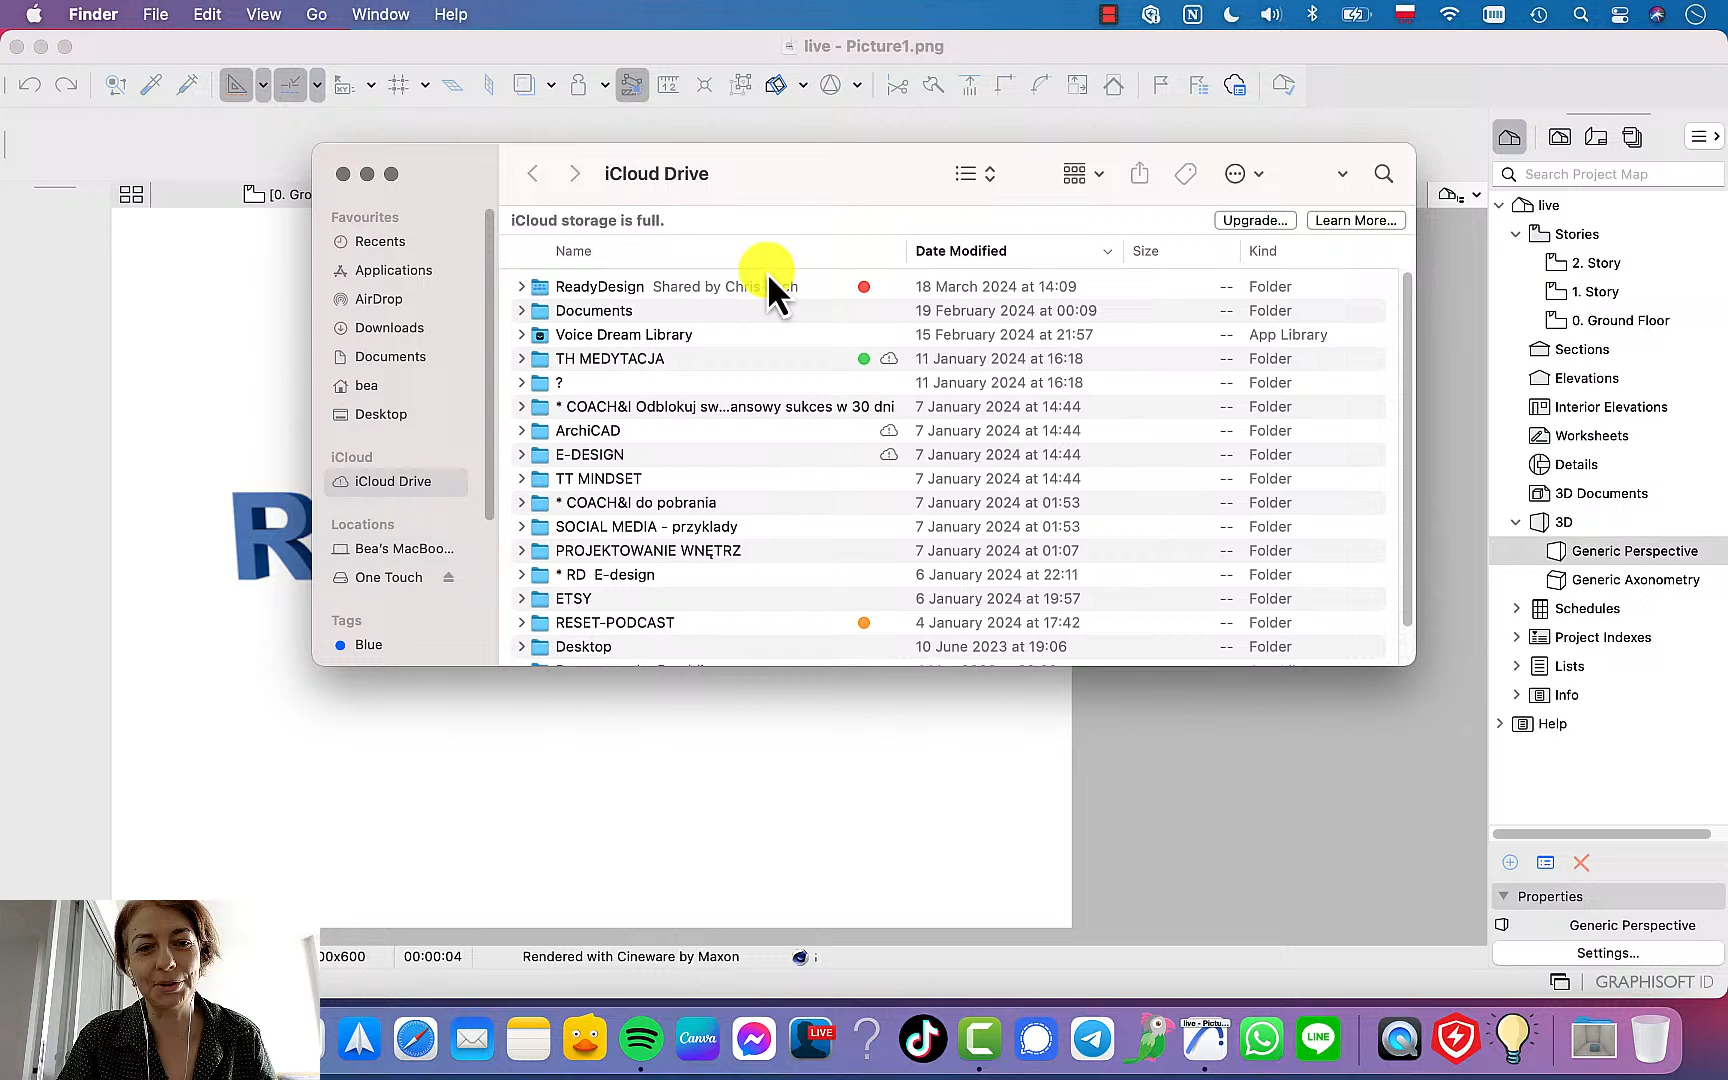 Finder File Edit View Go Window Help
live - Picture1.png
[0. Gro
iCloud Drive
iCloud storage is full. Upgrade... Learn More...
Name Date Modified Size Kind
ReadyDesign Shared by Chris 18 March 2024 at 14:09 -- Folder
Documents 19 February 2024 at 00:09 -- Folder
Voice Dream Library 15 February 2024 at 21:57 -- App Library
TH MEDYTACJA 11 January 2024 at 16:18 -- Folder
? 11 January 2024 at 16:18 -- Folder
* COACH&I Odblokuj sw...ansowy sukces w 30 dni 7 January 2024 at 14:44 -- Folder
ArchiCAD 7 January 2024 at 14:44 -- Folder
E-DESIGN 7 January 2024 at 14:44 -- Folder
TT MINDSET 7 January 2024 at 14:44 -- Folder
* COACH&I do pobrania 7 January 2024 at 01:53 -- Folder
SOCIAL MEDIA - przyklady 7 January 2024 at 01:53 -- Folder
PROJEKTOWANIE WNĘTRZ 7 January 2024 at 01:07 -- Folder
* RD E-design 6 January 2024 at 22:11 -- Folder
ETSY 6 January 2024 at 19:57 -- Folder
RESET-PODCAST 4 January 2024 at 17:42 -- Folder
Desktop 10 June 2023 at 19:06 -- Folder
Favourites
Recents
Applications
AirDrop
Downloads
Documents
bea
Desktop
iCloud
iCloud Drive
Locations
Bea's MacBoo...
One Touch
Tags
Blue
R
Search Project Map
live
Stories
2. Story
1. Story
0. Ground Floor
Sections
Elevations
Interior Elevations
Worksheets
Details
3D Documents
3D
Generic Perspective
Generic Axonometry
Schedules
Project Indexes
Lists
Info
Help
Properties
Generic Perspective
Settings...
GRAPHISOFT ID
00x600 00:00:04 Rendered with Cineware by Maxon i
Canva
LIVE
live - Pictu...
LINE